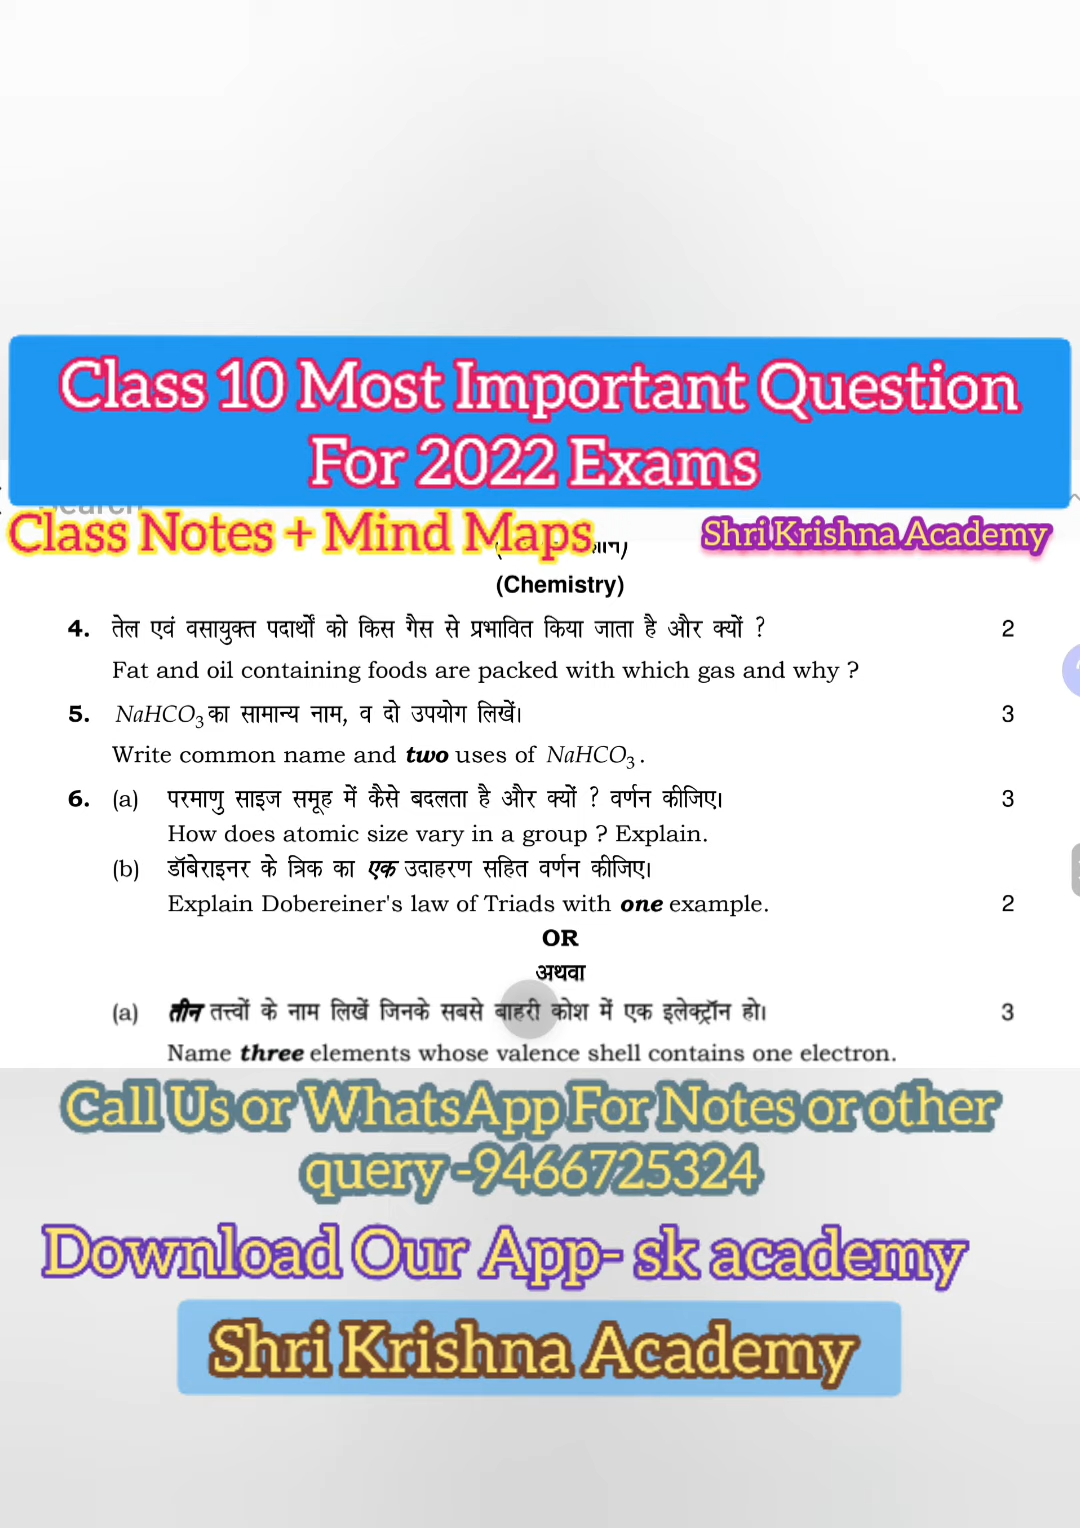 Class 10 Most Important Question
For 2022 Exams
Class Notes + Mind Maps
Shri Krishna Academy
(Chemistry)
4. तेल एवं वसायुक्त पदार्थों को किस गैस से प्रभावित किया जाता है और क्यों ? 2
Fat and oil containing foods are packed with which gas and why ?
5. NaHCO₃ का सामान्य नाम, व दो उपयोग लिखें। 3
Write common name and two uses of NaHCO₃.
6. (a) परमाणु साइज समूह में कैसे बदलता है और क्यों ? वर्णन कीजिए। 3
How does atomic size vary in a group ? Explain.
(b) डॉबेराइनर के त्रिक का एक उदाहरण सहित वर्णन कीजिए।
Explain Dobereiner's law of Triads with one example. 2
OR
अथवा
(a) तीन तत्त्वों के नाम लिखें जिनके सबसे बाहरी कोश में एक इलेक्ट्रॉन हो। 3
Name three elements whose valence shell contains one electron.
Call Us or WhatsApp For Notes or other
query -9466725324
Download Our App- sk academy
Shri Krishna Academy